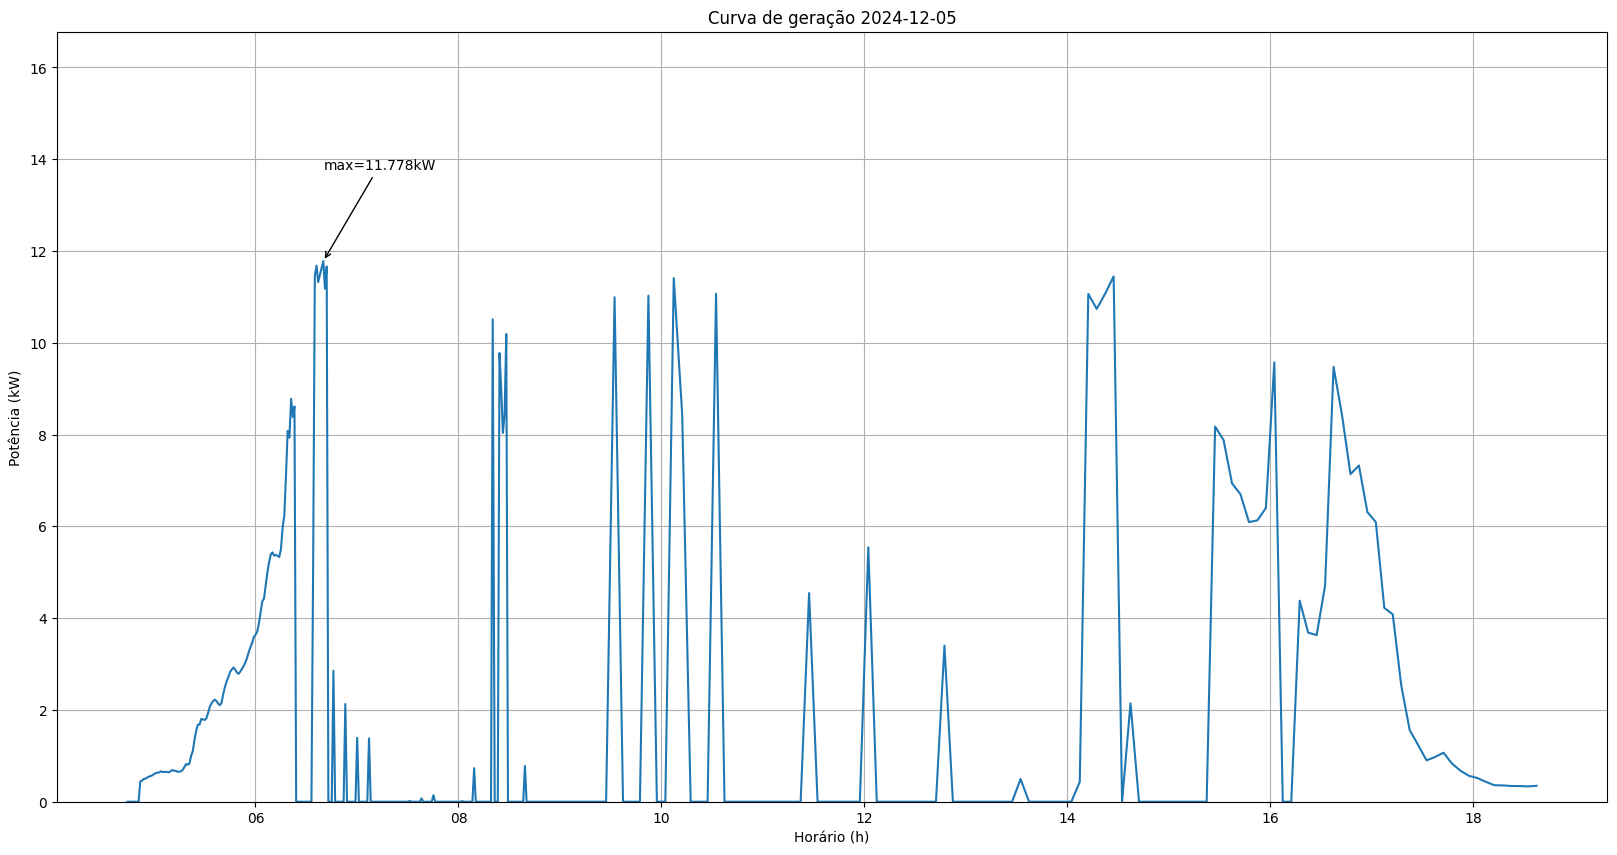 Curva de geração 2024-12-05
16
14
12
10
8
6
4
2
0
max=11.778kW
Potência (kW)
06 08 10 12 14 16 18
Horário (h)